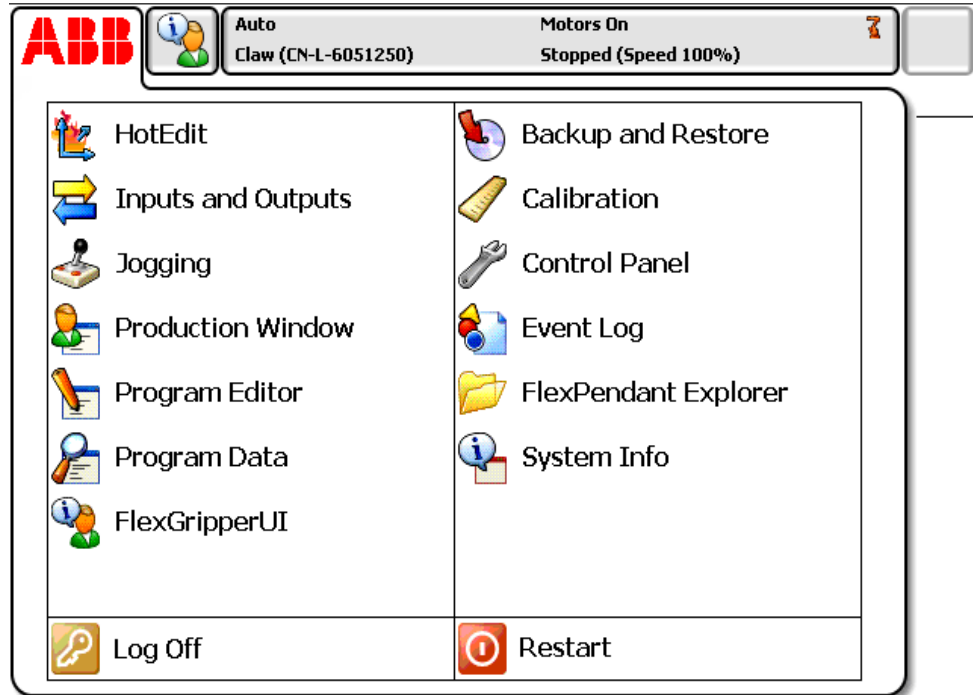 ABB
Auto
Motors On
Claw (CN-L-6051250)
Stopped (Speed 100%)
HotEdit
Inputs and Outputs
Jogging
Production Window
Program Editor
Program Data
FlexGripperUI
Backup and Restore
Calibration
Control Panel
Event Log
FlexPendant Explorer
System Info
Log Off
Restart